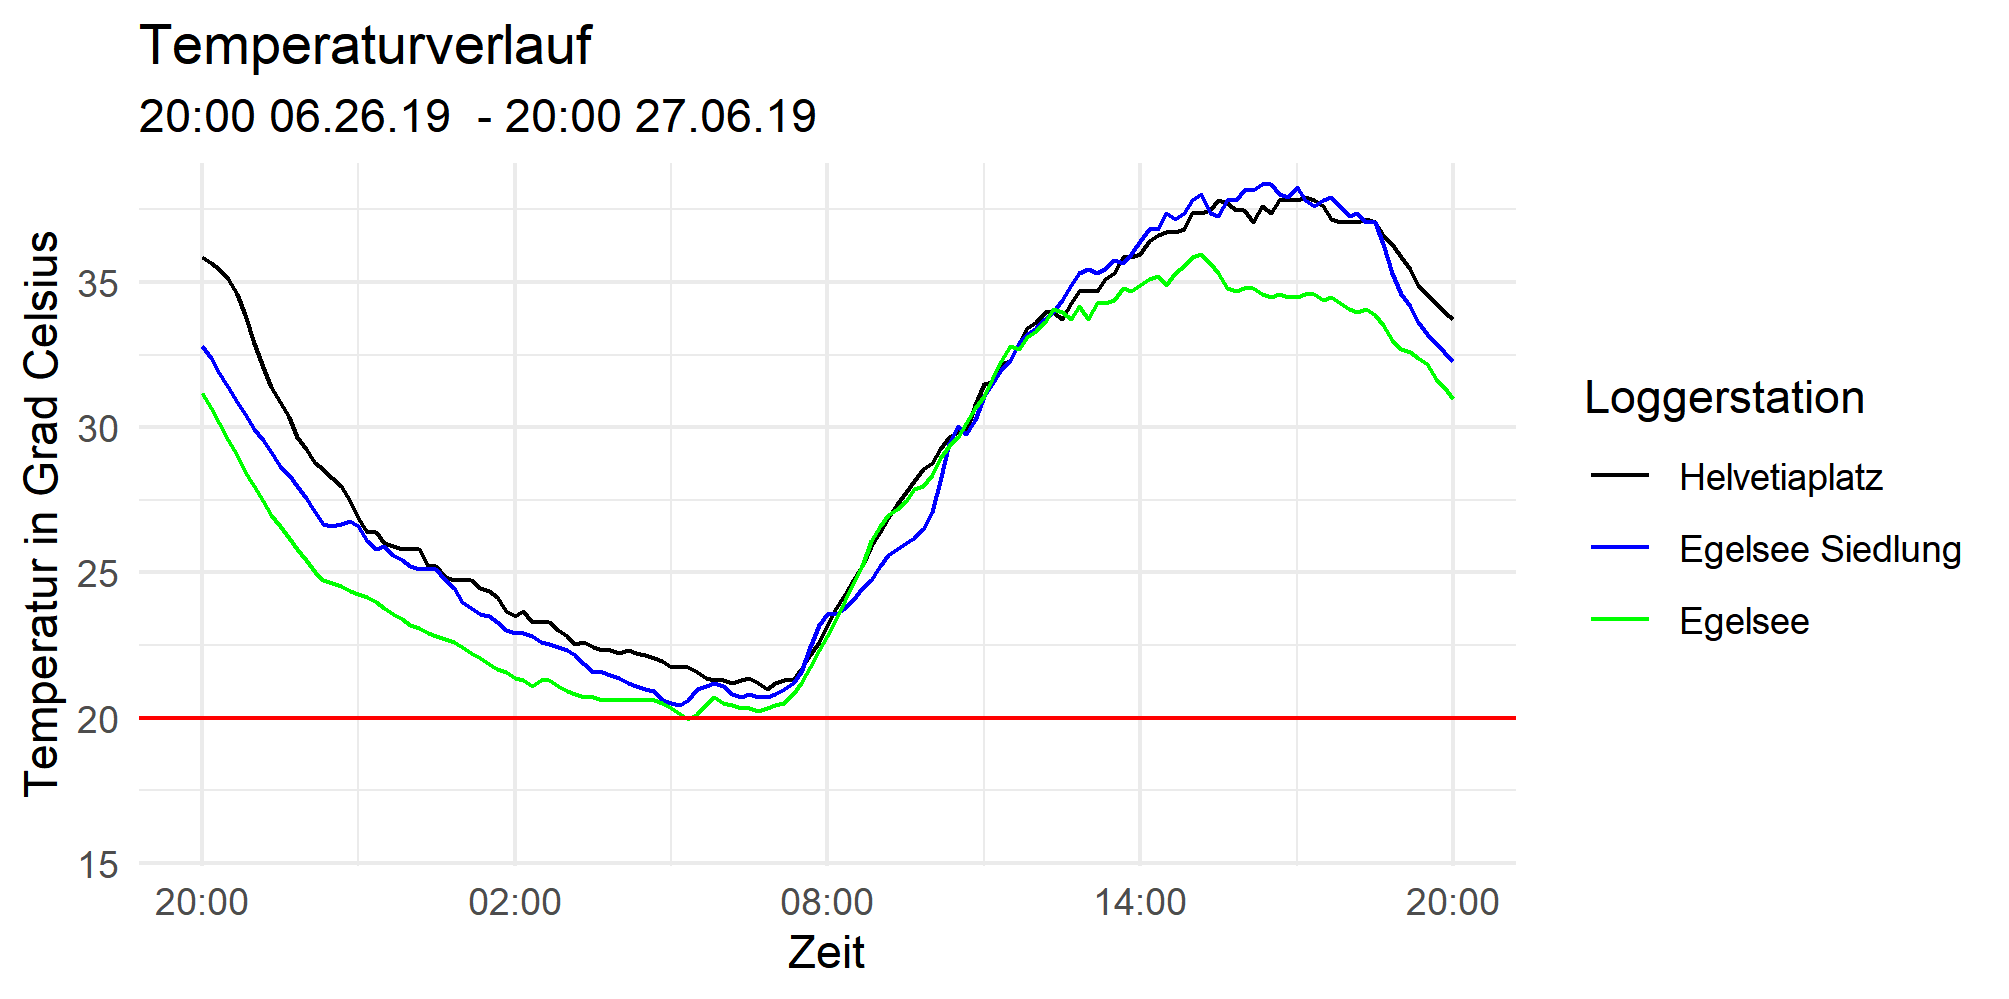 Temperaturverlauf
20:00 06.26.19  - 20:00 27.06.19
Temperatur in Grad Celsius
35
30
25
20
15
20:00 02:00 08:00 14:00 20:00
Zeit
Loggerstation
Helvetiaplatz
Egelsee Siedlung
Egelsee